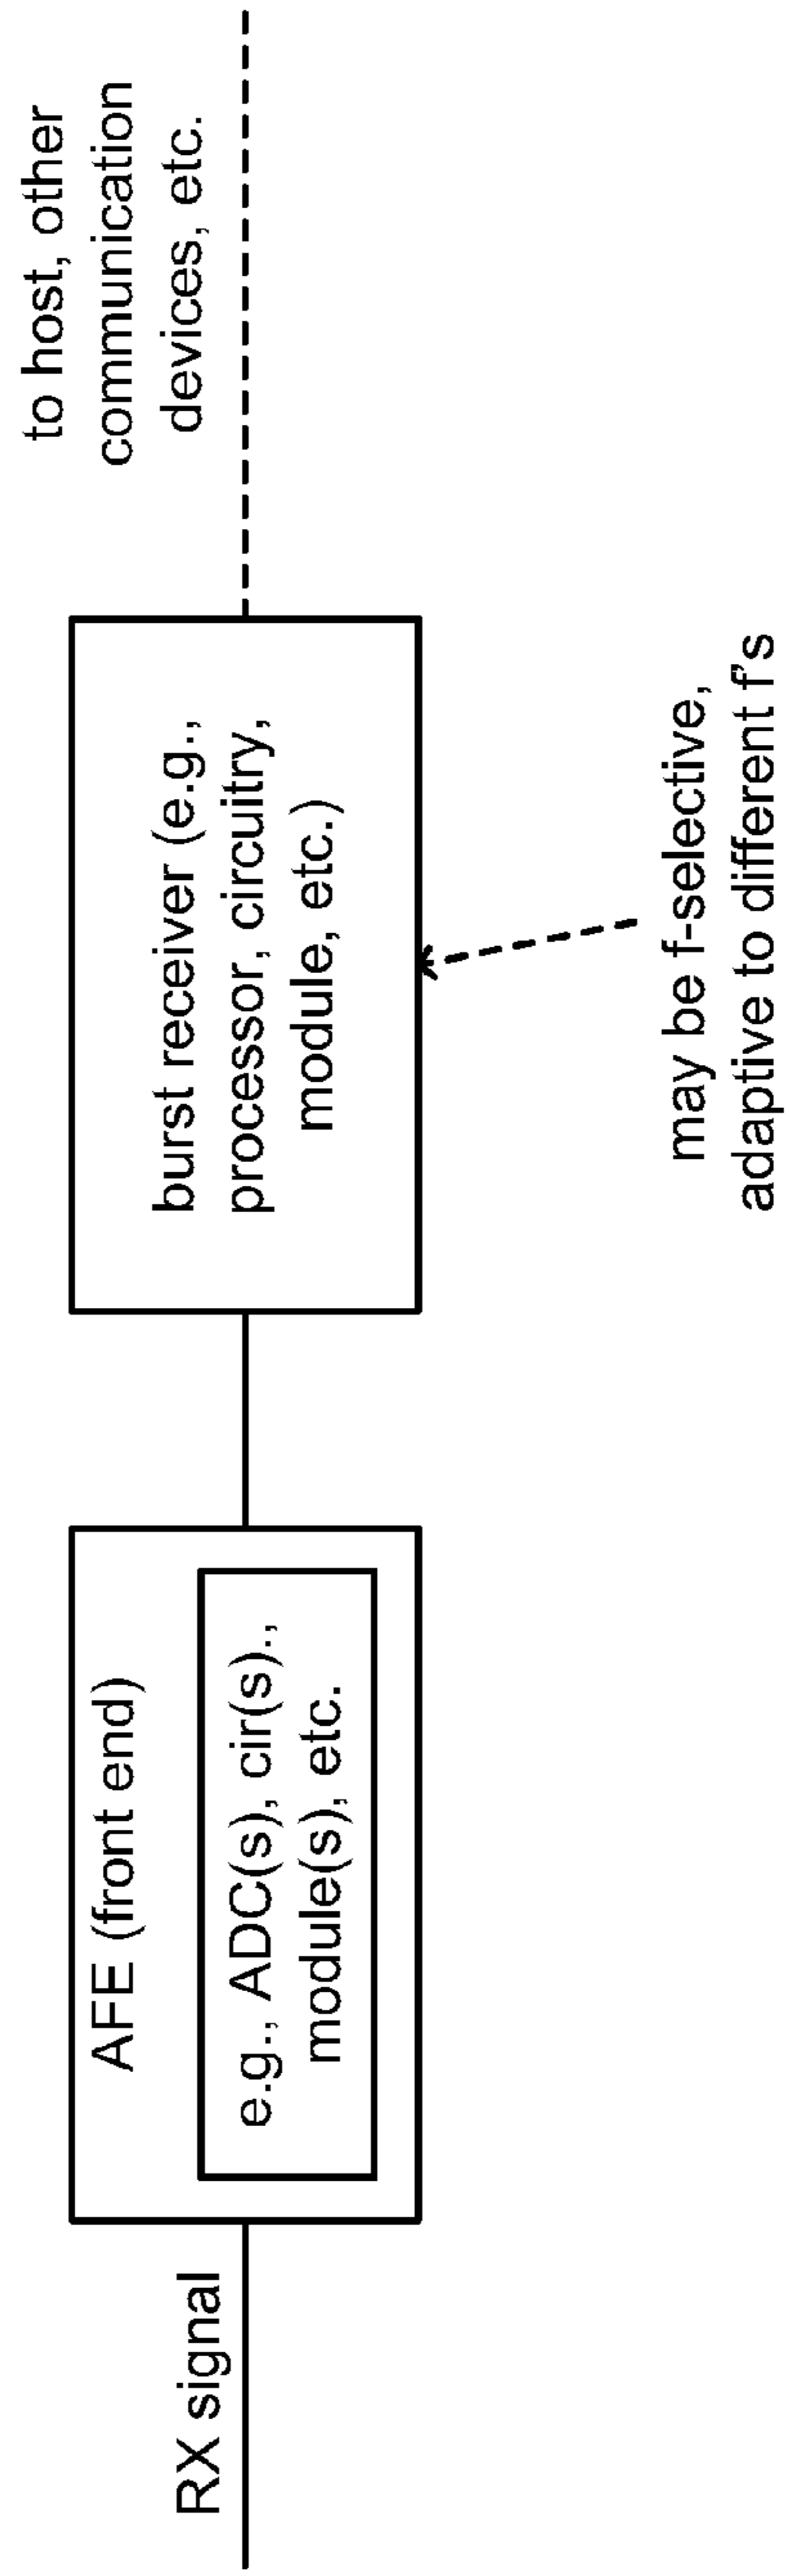 RX signal
AFE (front end)
e.g., ADC(s), cir(s).,
module(s), etc.
burst receiver (e.g.,
processor, circuitry,
module, etc.)
may be f-selective,
adaptive to different f's
to host, other
communication
devices, etc.